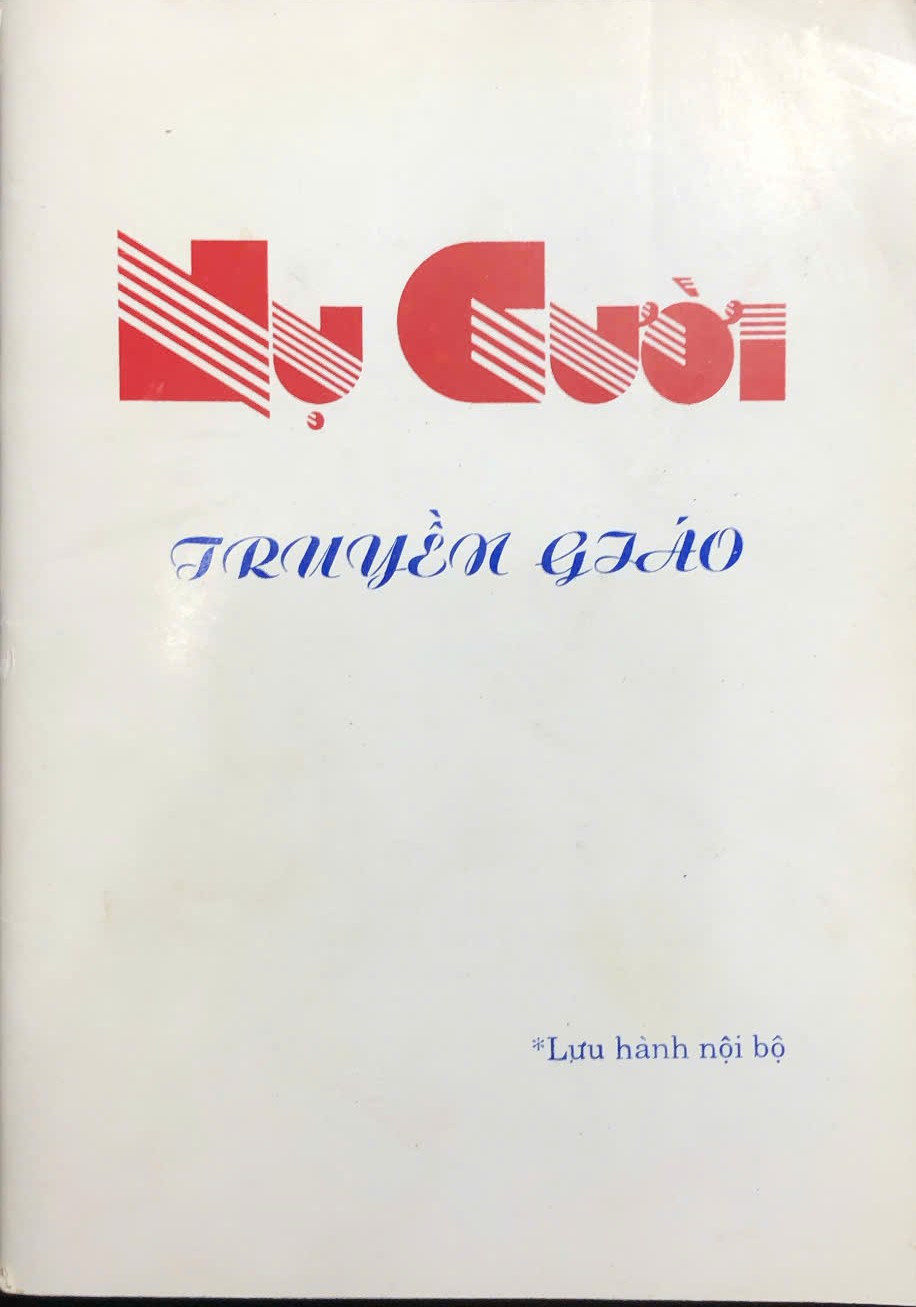 Nụ Cười
TRUYỀN GIÁO
*Lưu hành nội bộ